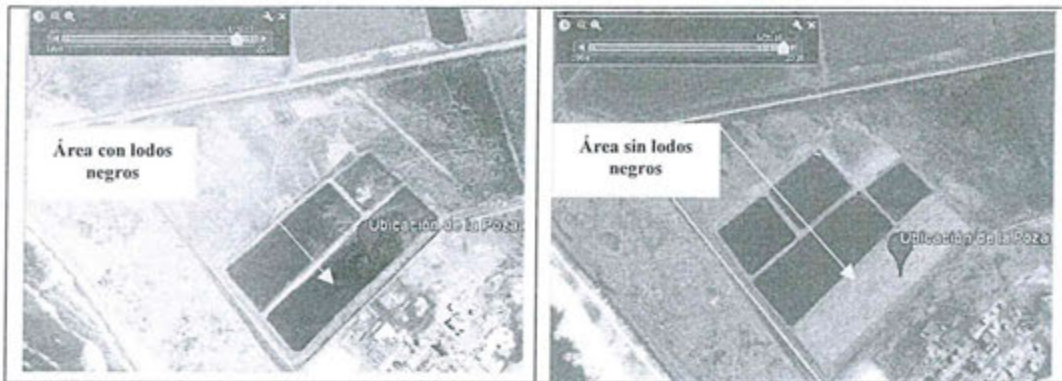 Área con lodos
negros
Ubicación de la Poza
Área sin lodos
negros
Ubicación de la Poza